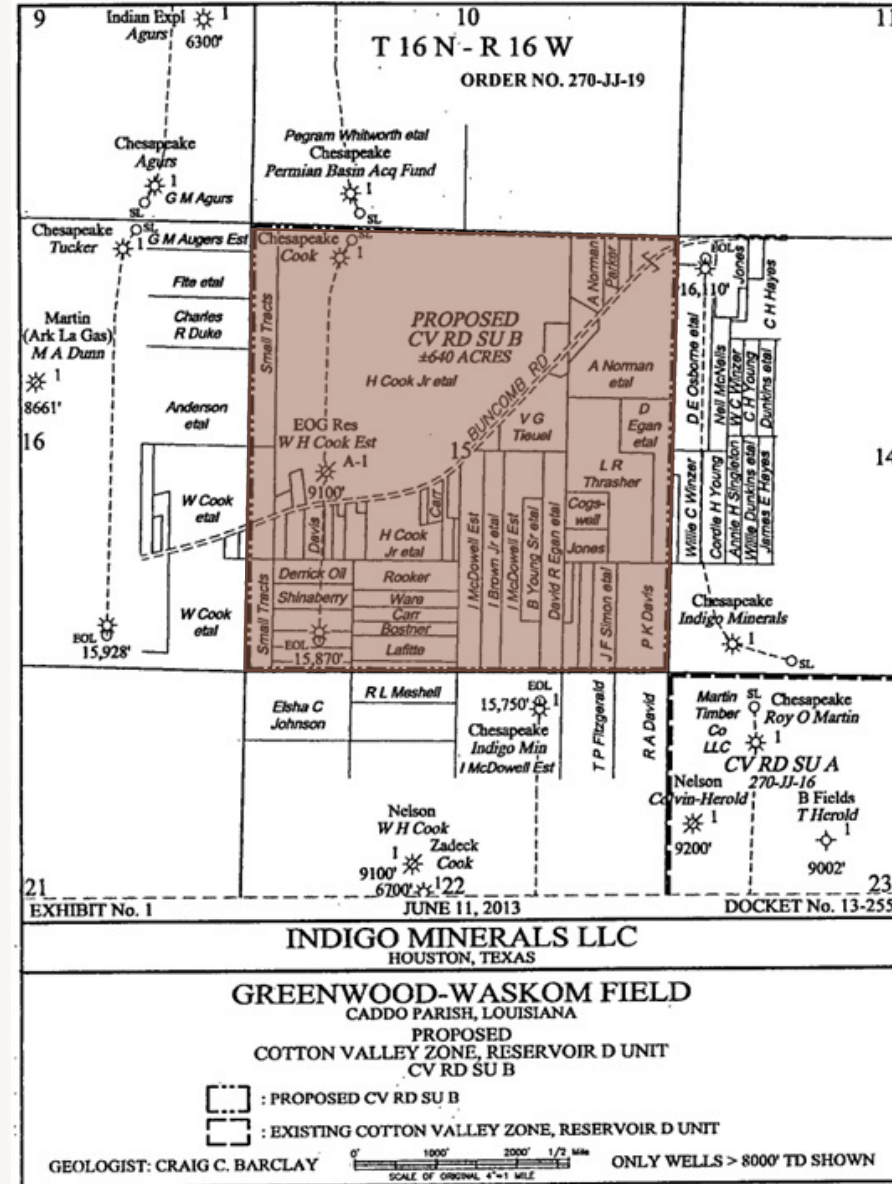 9
10
11
Indian Expl
Agurs
1
6300'
T 16 N - R 16 W
ORDER NO. 270-JJ-19
Chesapeake
Agurs
1
G M Agurs
SL
Pegram Whitworth etal
Chesapeake
Permian Basin Acq Fund
1
SL
Chesapeake
Tucker
SL
1
G M Augers Est
Fite etal
Charles
R Duke
Martin
(Ark La Gas)
M A Dunn
1
8661'
Anderson
etal
16
W Cook
etal
W Cook
etal
EOL
15,928'
Chesapeake
Cook
SL
1
Small Tracts
PROPOSED
CV RD SU B
±640 ACRES
H Cook Jr etal
BUNCOMB RD
A Norman
Parker
A Norman
etal
EOG Res
W H Cook Est
A-1
9100'
15
V G
Tieuel
D
Egan
etal
L R
Thrasher
Cogs-
well
Jones
Davis
Carr
H Cook
Jr etal
Small Tracts
Derrick Oil
Shinaberry
Rooker
Ware
Carr
Bostner
Lafitte
EOL
15,870'
I McDowell Est
I Brown Jr etal
I McDowell Est
B Young Sr etal
David R Egan etal
J F Simon etal
P K Davis
EOL
16,110'
D E Osborne etal
Nell McNeils
Jones
W C Winzer
C H Young
Dunkins etal
C H Hayes
14
Willie C Winzer
Cordie H Young
Annie H Singleton
Willie Dunkins etal
James E Hayes
Chesapeake
Indigo Minerals
1
SL
Elsha C
Johnson
R L Meshell
EOL
15,750'
1
Chesapeake
Indigo Min
I McDowell Est
T P Fitzgerald
R A David
Martin
Timber
Co
LLC
SL
Chesapeake
Roy O Martin
1
CV RD SU A
270-JJ-16
Nelson
Colvin-Herold
1
9200'
B Fields
T Herold
1
9002'
Nelson
W H Cook
1
9100'
Zadeck
Cook
6700'
1
22
21
23
EXHIBIT No. 1
JUNE 11, 2013
DOCKET No. 13-255
INDIGO MINERALS LLC
HOUSTON, TEXAS
GREENWOOD-WASKOM FIELD
CADDO PARISH, LOUISIANA
PROPOSED
COTTON VALLEY ZONE, RESERVOIR D UNIT
CV RD SU B
: PROPOSED CV RD SU B
: EXISTING COTTON VALLEY ZONE, RESERVOIR D UNIT
GEOLOGIST: CRAIG C. BARCLAY
0' 1000' 2000' 1/2 Mile
SCALE OF ORIGINAL 4"=1 MILE
ONLY WELLS > 8000' TD SHOWN